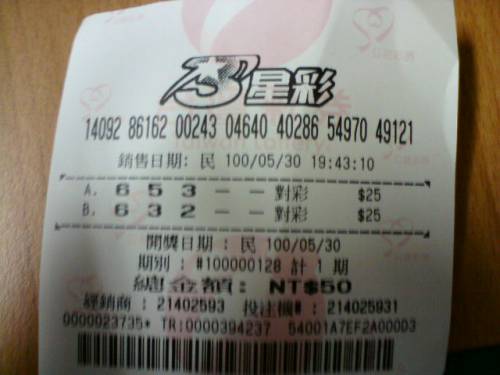 3星彩
14092 86162 00243 04640 40286 54970 49121
Taiwan Lottery
銷售日期: 民 100/05/30 19:43:10
A. 6 5 3 - - 對彩 $25
B. 6 3 2 - - 對彩 $25
開獎日期 : 民 100/05/30
期別 : #100000128 計 1 期
總金額: NT$50
經銷商 : 21402593 投注機# : 214025931
0000023735* TR:0000394237 54001A7EF2A00003